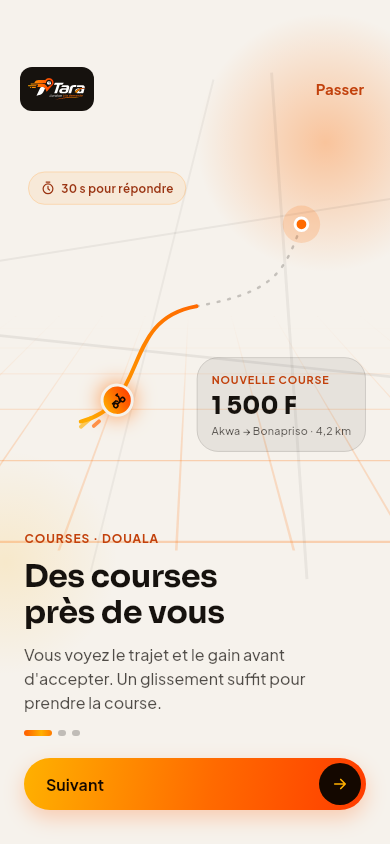 Tara
Passer
30 s pour répondre
NOUVELLE COURSE
1 500 F
Akwa → Bonapriso · 4,2 km
COURSES · DOUALA
Des courses
près de vous
Vous voyez le trajet et le gain avant
d'accepter. Un glissement suffit pour
prendre la course.
Suivant